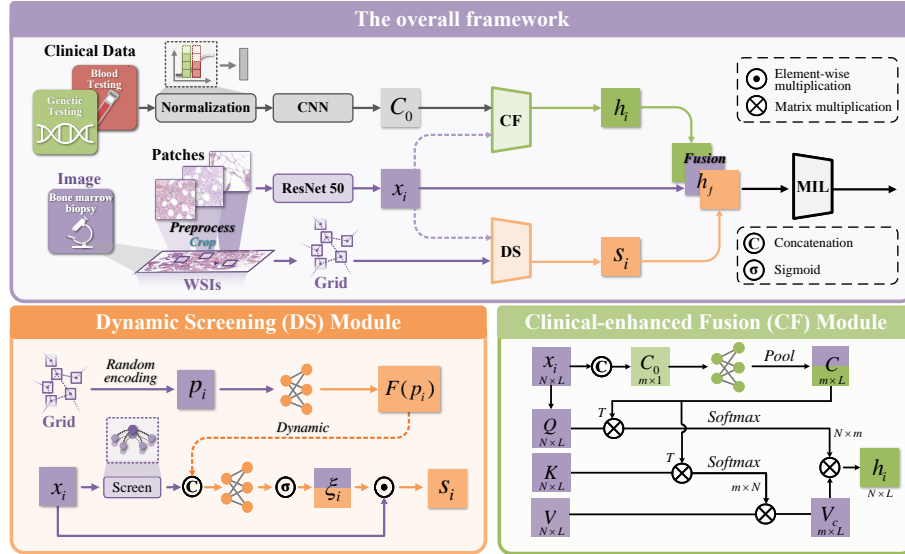 The overall framework
Clinical Data
Blood
Testing
Genetic
Testing
Normalization
CNN
C0
CF
hi
Element-wise
multiplication
Matrix multiplication
Patches
Image
Bone marrow
biopsy
Preprocess
Crop
WSIs
ResNet 50
xi
Grid
DS
si
Fusion
hf
MIL
C
Concatenation
σ
Sigmoid
Dynamic Screening (DS) Module
Grid
Random
encoding
pi
F(pi)
Dynamic
xi
Screen
C
σ
ξi
si
Clinical-enhanced Fusion (CF) Module
xi
N×L
C
C0
m×1
Pool
C
m×L
Q
N×L
T
Softmax
N×m
K
N×L
T
Softmax
m×N
hi
N×L
V
N×L
Vc
m×L